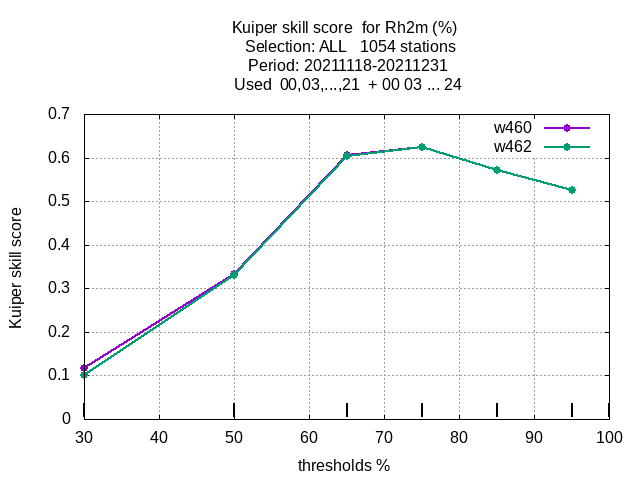 Kuiper skill score  for Rh2m (%)
Selection: ALL   1054 stations
Period: 20211118-20211231
Used  00,03,...,21  + 00 03 ... 24
Kuiper skill score
0.7
0.6
0.5
0.4
0.3
0.2
0.1
0
w460
w462
30 40 50 60 70 80 90 100
thresholds %